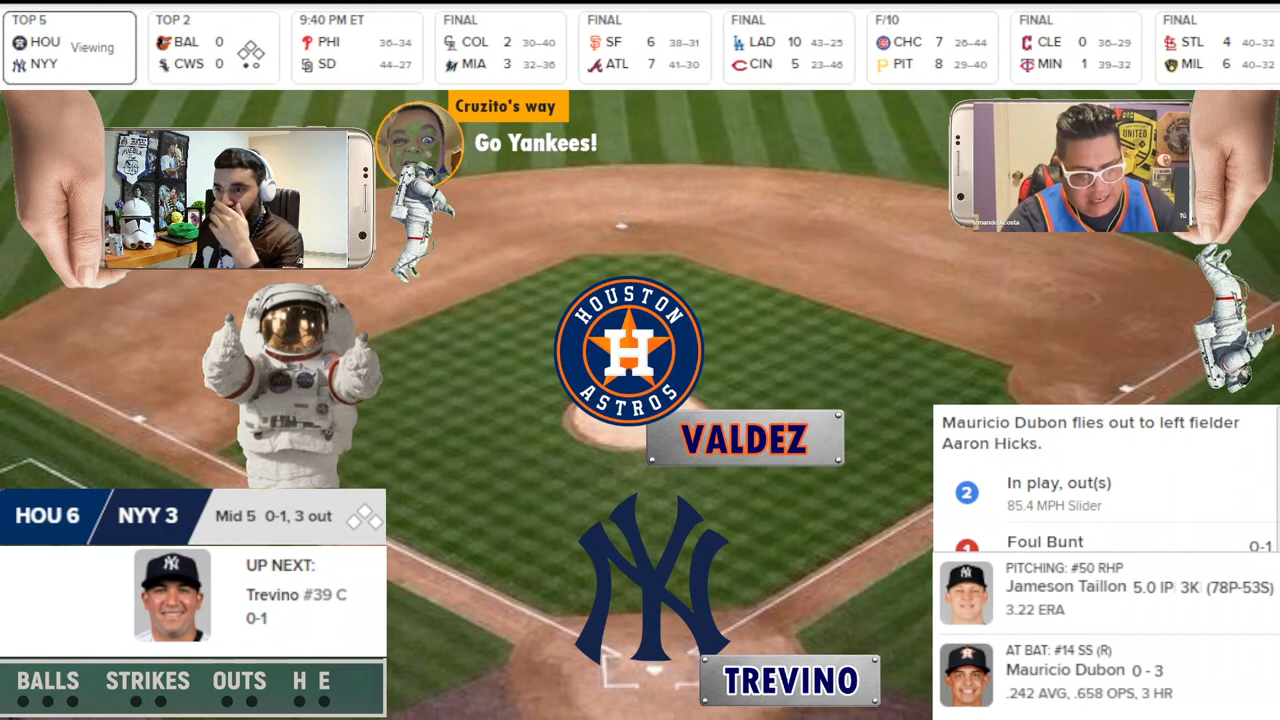 TOP 5
HOU Viewing
NYY
TOP 2
BAL 0
CWS 0
9:40 PM ET
PHI 36-34
SD 44-27
FINAL
COL 2 30-40
MIA 3 32-36
FINAL
SF 6 38-31
ATL 7 41-30
FINAL
LAD 10 43-25
CIN 5 23-46
F/10
CHC 7 26-44
PIT 8 29-40
FINAL
CLE 0 36-29
MIN 1 39-32
FINAL
STL 4 40-32
MIL 6 40-32
Cruzito's way
Go Yankees!
UNITED
Armando Acosta
Tú
HOUSTON
H
ASTROS
VALDEZ
NY
TREVINO
Mauricio Dubon flies out to left fielder
Aaron Hicks.
2 In play, out(s)
85.4 MPH Slider
1 Foul Bunt 0-1
PITCHING: #50 RHP
Jameson Taillon 5.0 IP 3K (78P-53S)
3.22 ERA
AT BAT: #14 SS (R)
Mauricio Dubon 0 - 3
.242 AVG, .658 OPS, 3 HR
HOU 6 NYY 3 Mid 5 0-1, 3 out
UP NEXT:
Trevino #39 C
0-1
BALLS STRIKES OUTS H E